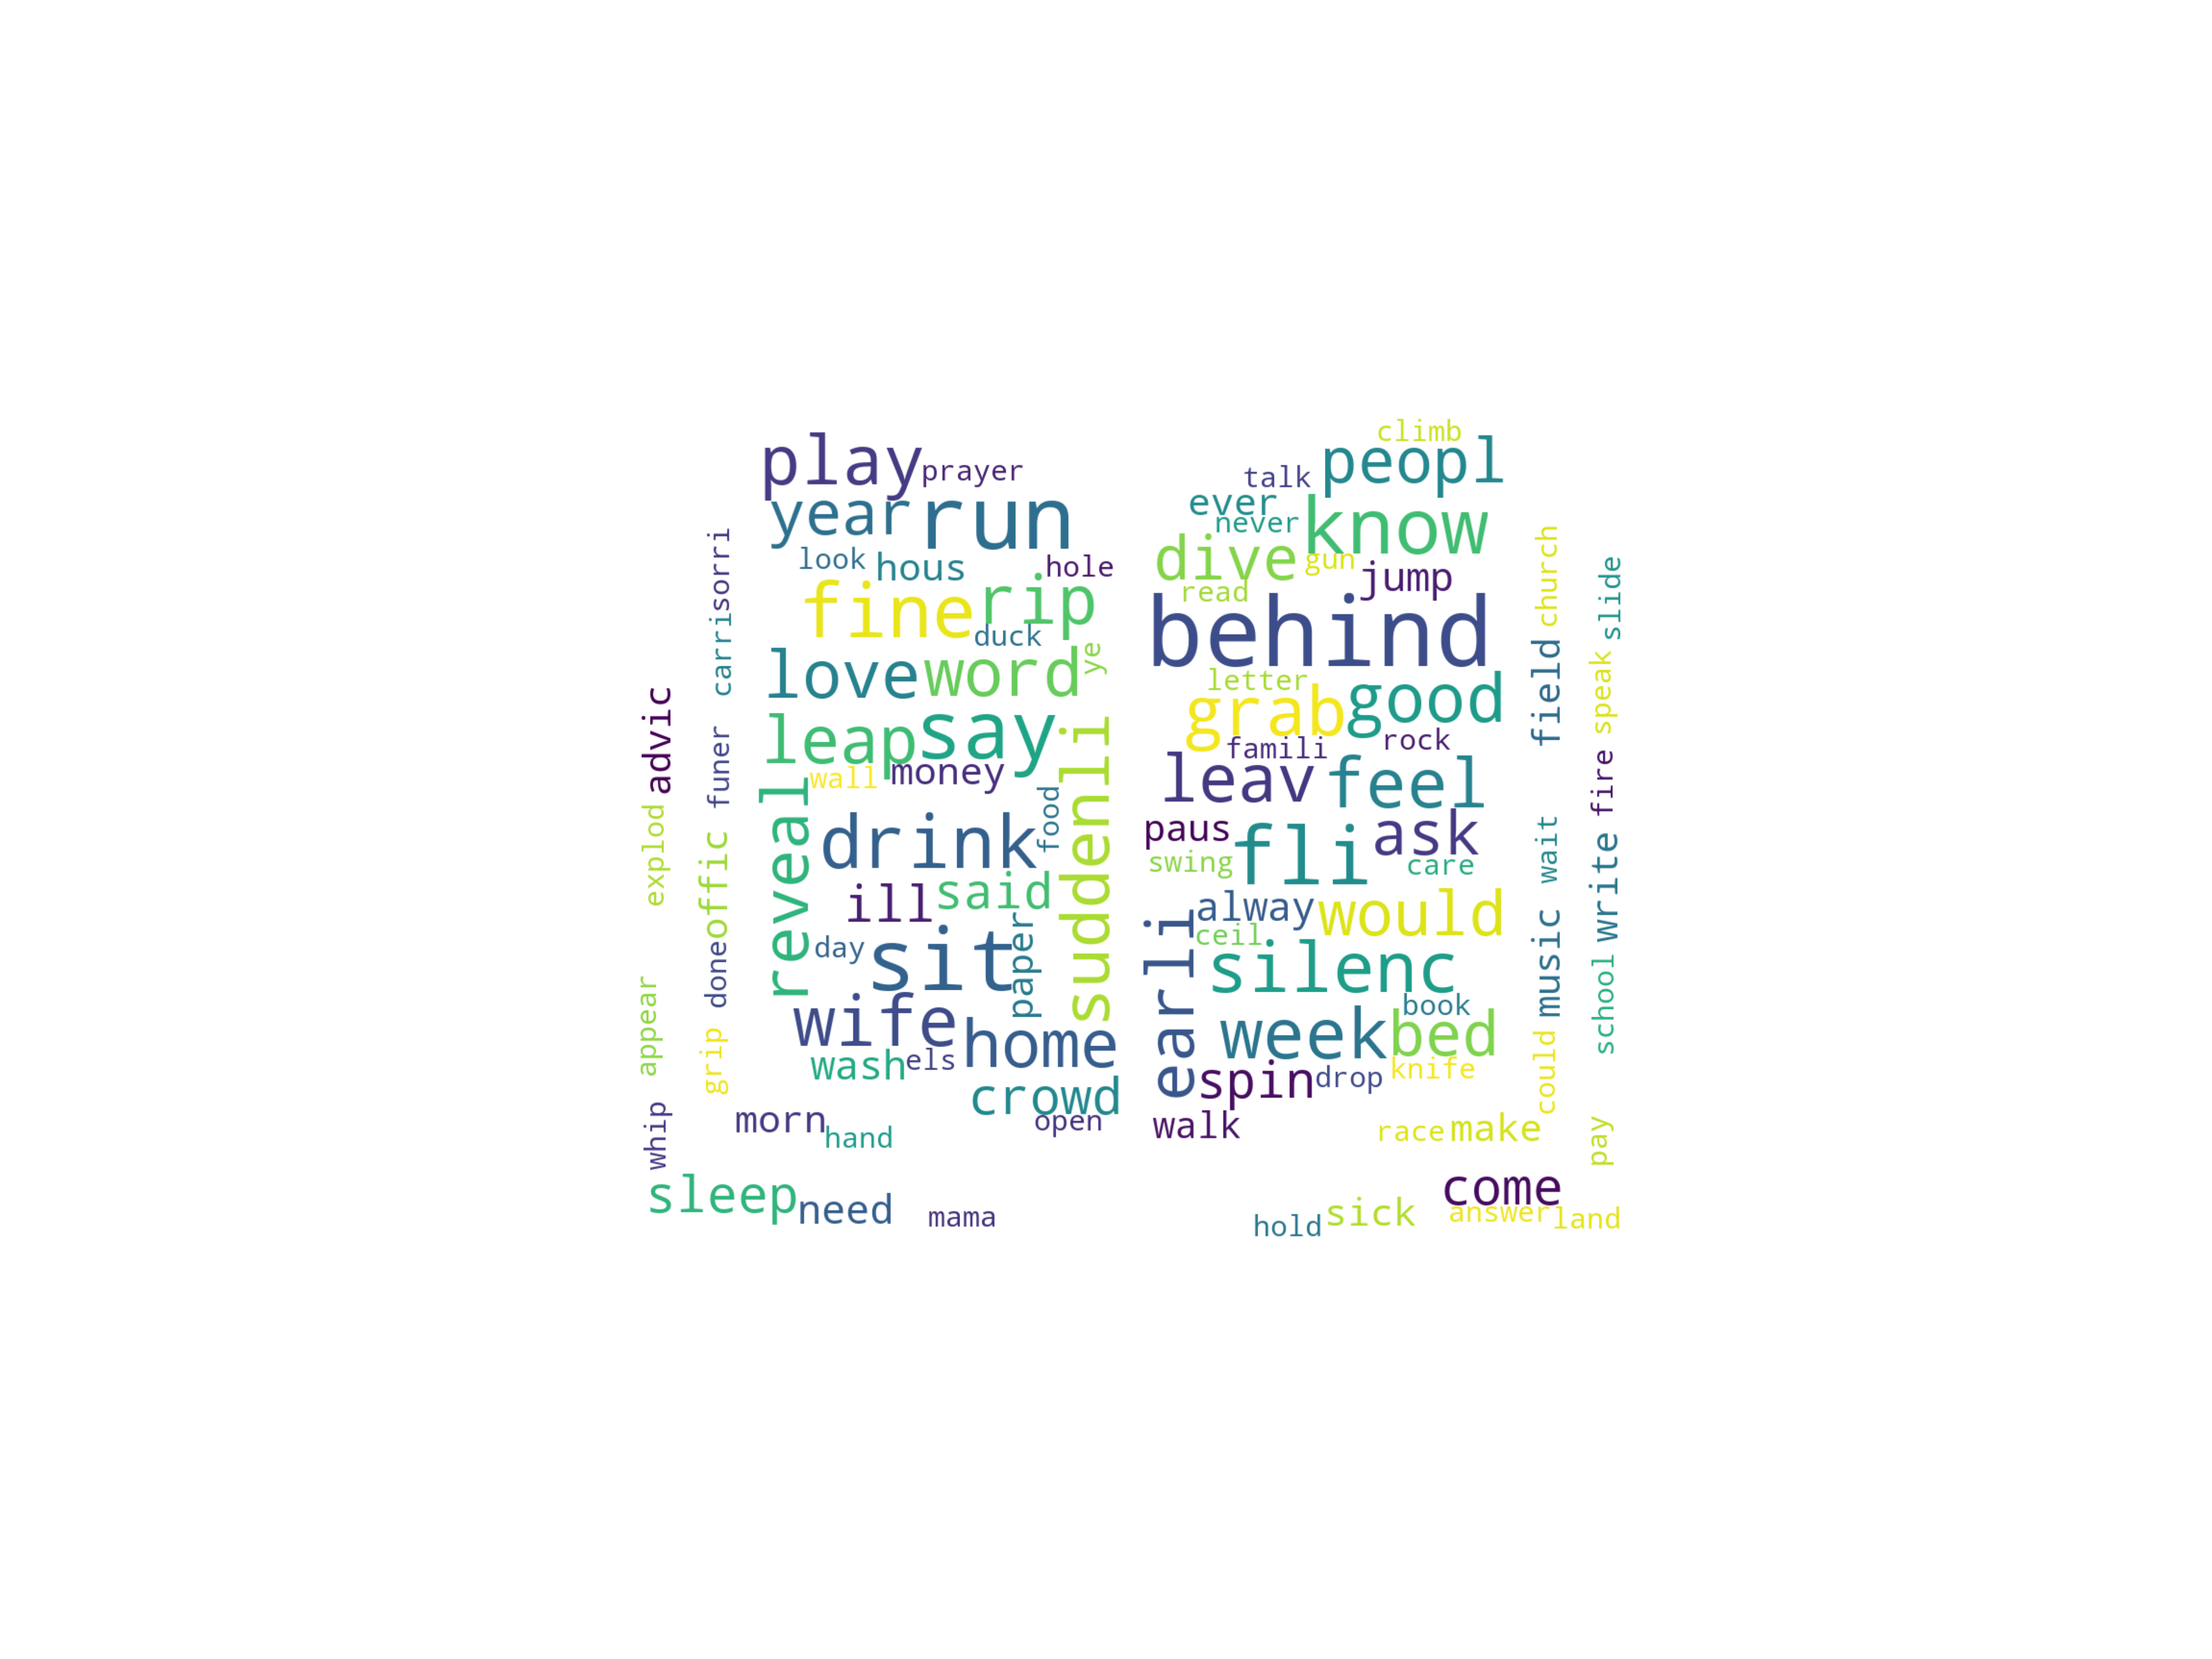 climb
play
peopl
prayer
talk
year
run
ever
never
know
look
hous
hole
dive
gun
jump
read
carrisorri
church
slide
fine
rip
duck
behind
love
word
ye
letter
field
speak
grab
good
advic
leap
say
famili
rock
funer
wall
money
leav
feel
fire
reveal
suddenli
food
drink
paus
fli
ask
swing
care
wait
explod
offic
ill
said
alway
would
write
day
sit
paper
earli
ceil
silenc
music
done
school
appear
wife
home
week
book
bed
grip
wash
els
crowd
spin
drop
knife
could
whip
morn
hand
open
walk
race
make
pay
sleep
need
mama
come
hold
sick
answer
land